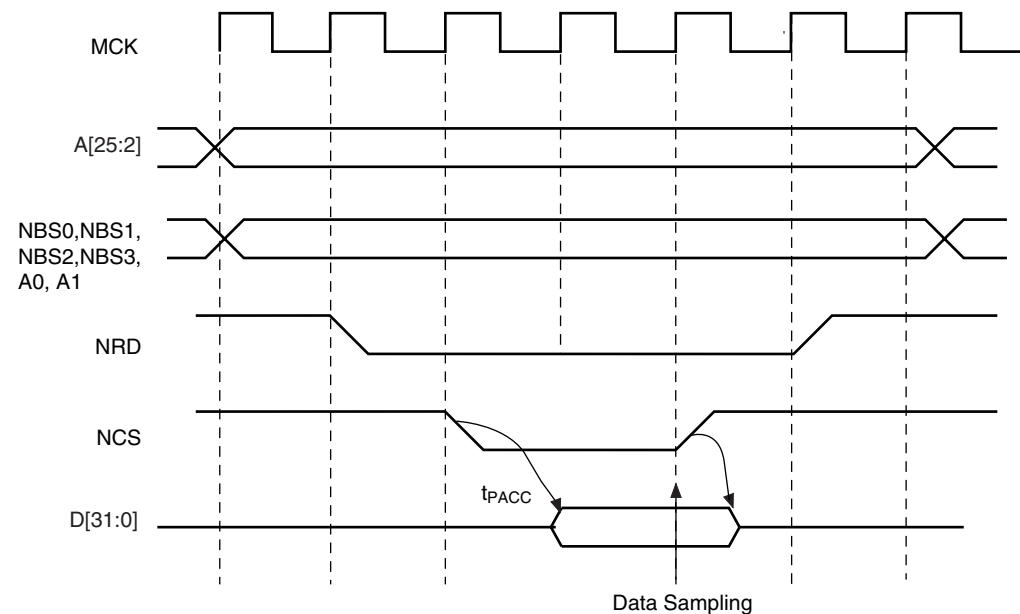 MCK
A[25:2]
NBS0,NBS1,
NBS2,NBS3,
A0, A1
NRD
NCS
tPACC
D[31:0]
Data Sampling